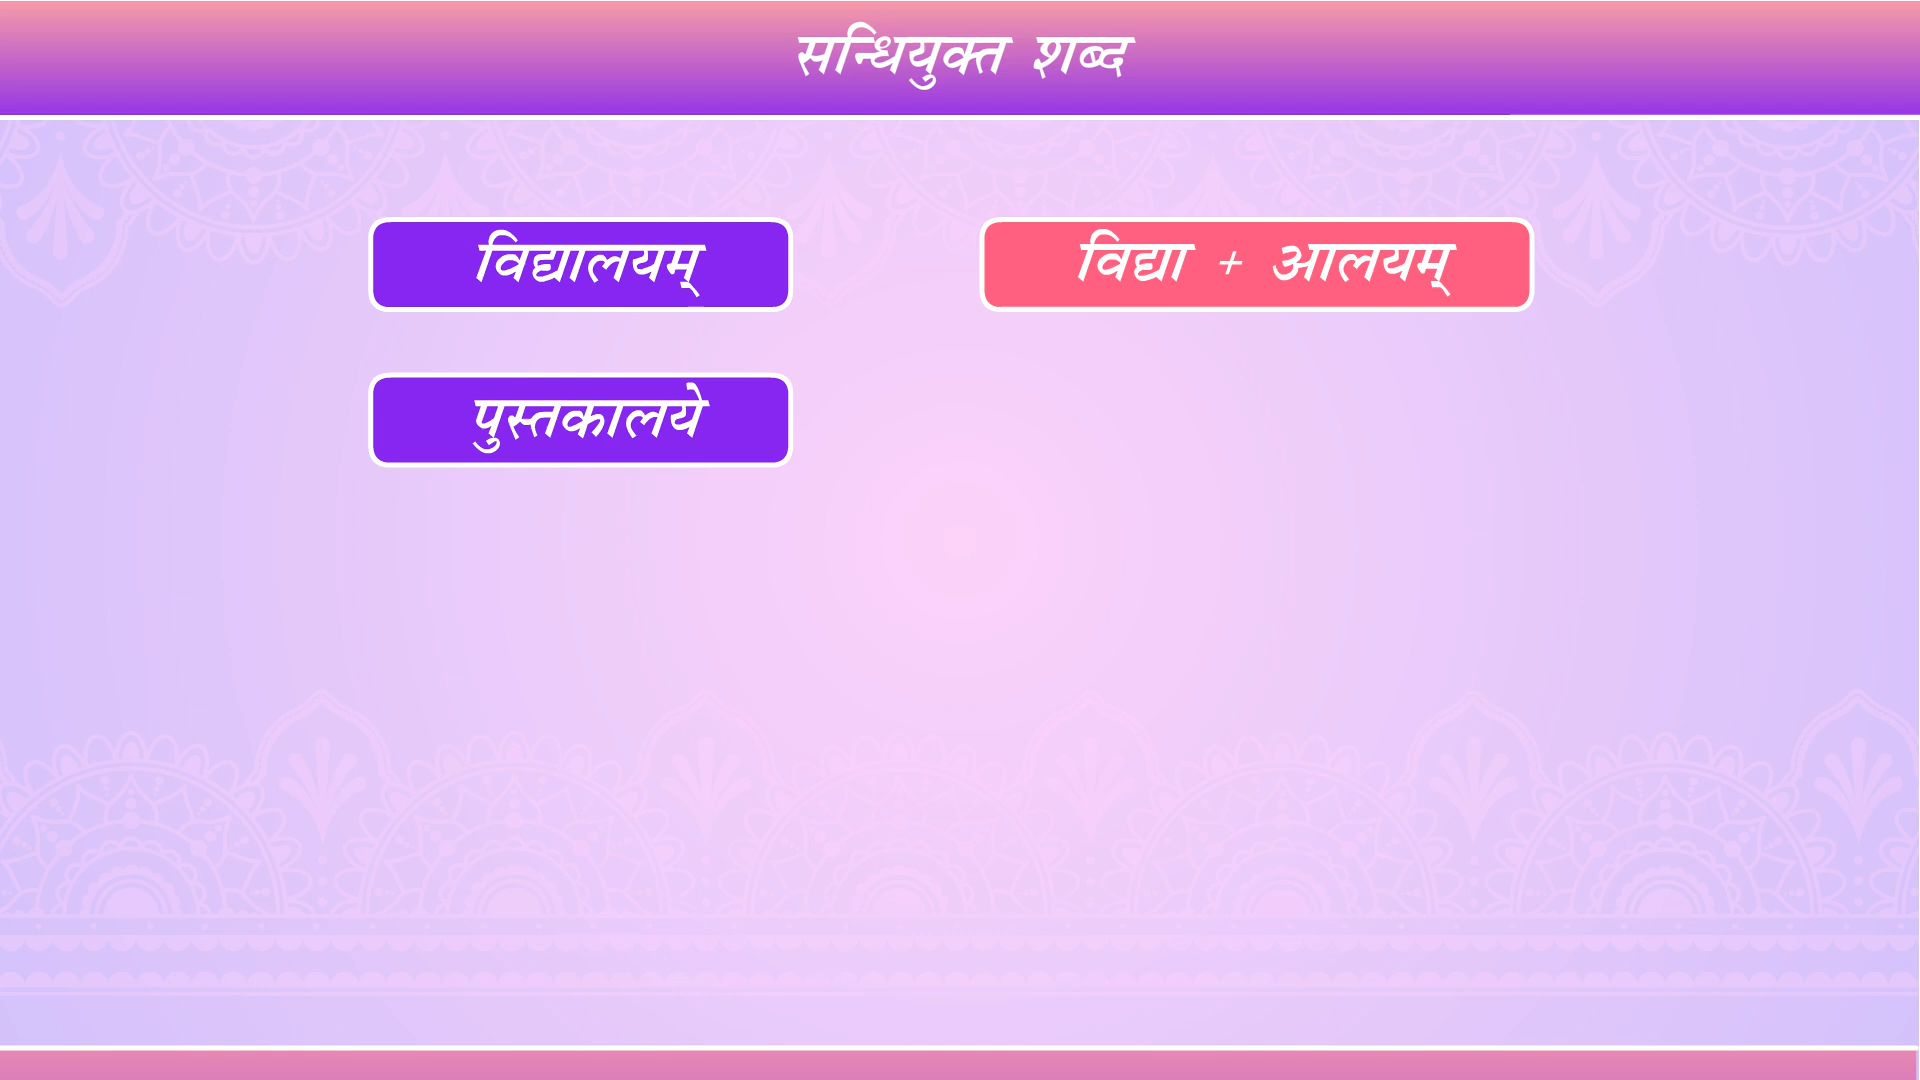 सन्धियुक्त शब्द
विद्यालयम् विद्या + आलयम्
पुस्तकालये